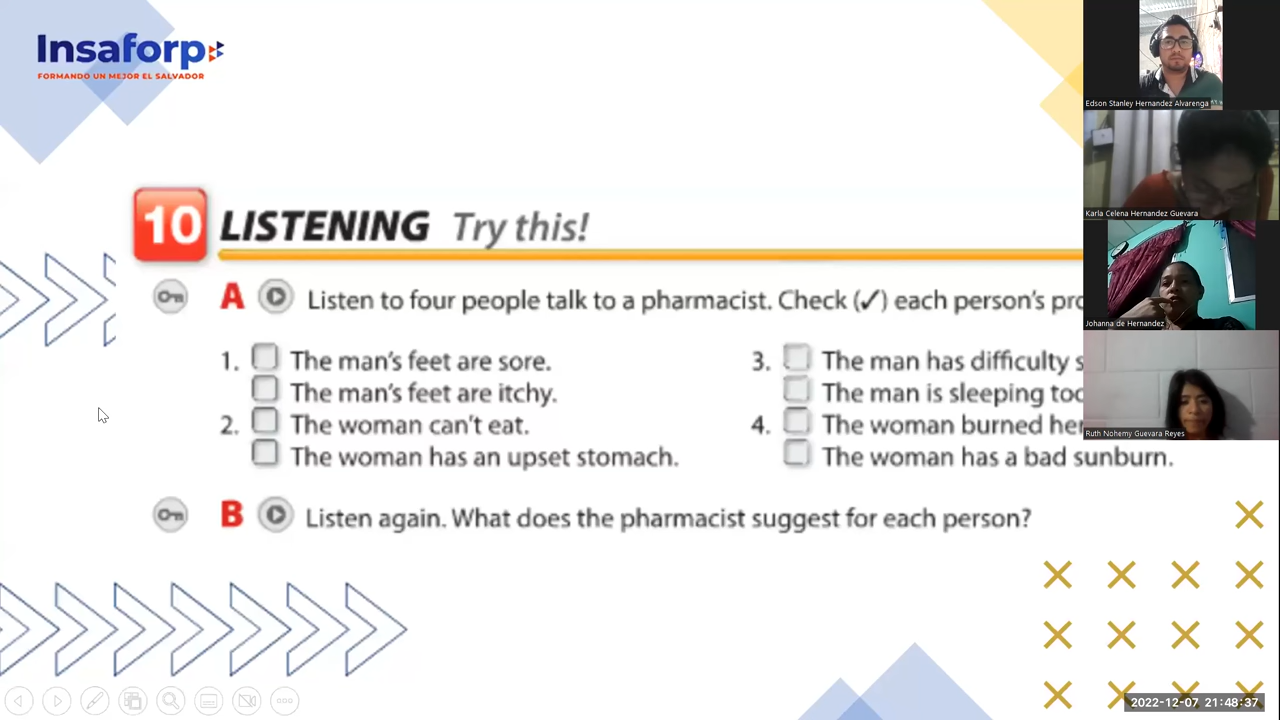 Insaforp
FORMANDO UN MEJOR EL SALVADOR
10 LISTENING Try this!
A Listen to four people talk to a pharmacist. Check (✓) each person's
1. The man's feet are sore.
The man's feet are itchy.
2. The woman can't eat.
The woman has an upset stomach.
3. The man has difficulty
The man is sleeping
4. The woman burned
The woman has a bad sunburn.
B Listen again. What does the pharmacist suggest for each person?
Edson Stanley Hernandez Alvarenga
Karla Celena Hernandez Guevara
Johanna de Hernandez
Ruth Nohemy Guevara Reyes
2022-12-07 21:48:37